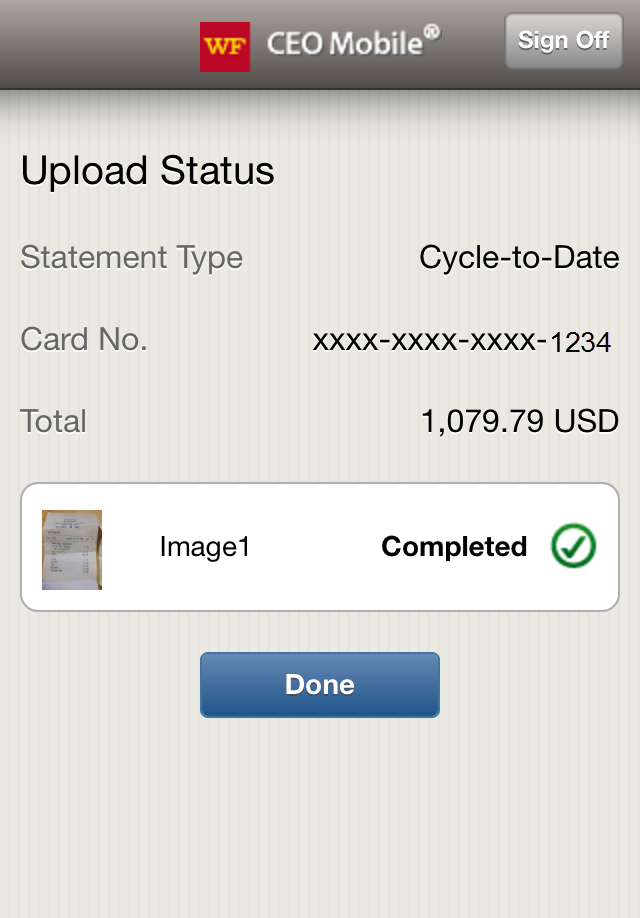 WF CEO Mobile® Sign Off
Upload Status
Statement Type Cycle-to-Date
Card No. xxxx-xxxx-xxxx-1234
Total 1,079.79 USD
Image1 Completed
Done